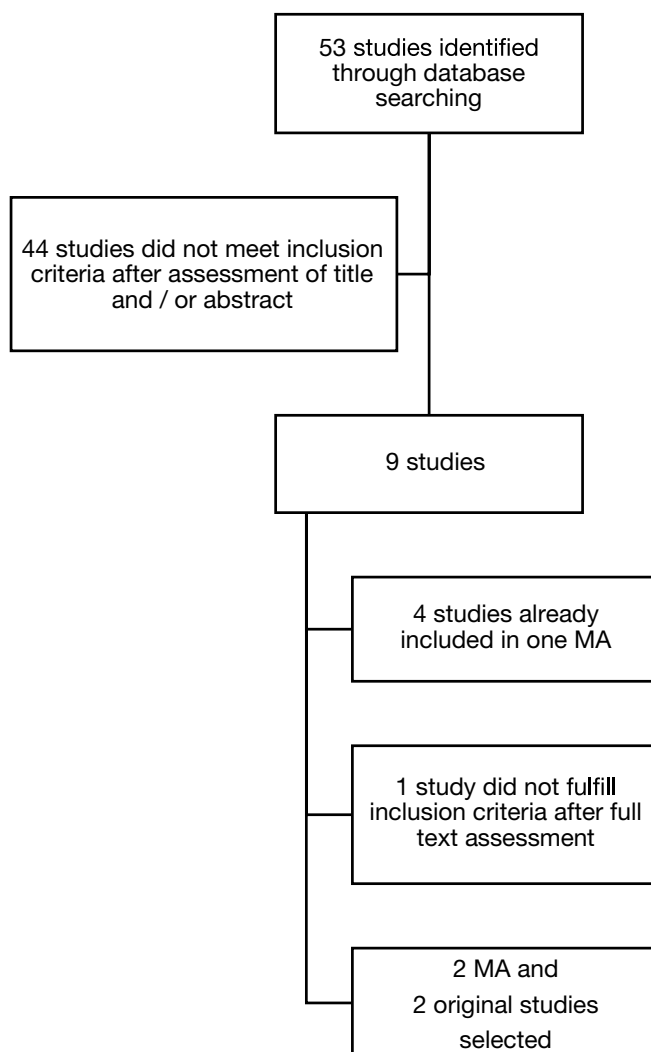 53 studies identified
through database
searching
44 studies did not meet inclusion
criteria after assessment of title
and / or abstract
9 studies
4 studies already
included in one MA
1 study did not fulfill
inclusion criteria after full
text assessment
2 MA and
2 original studies
selected